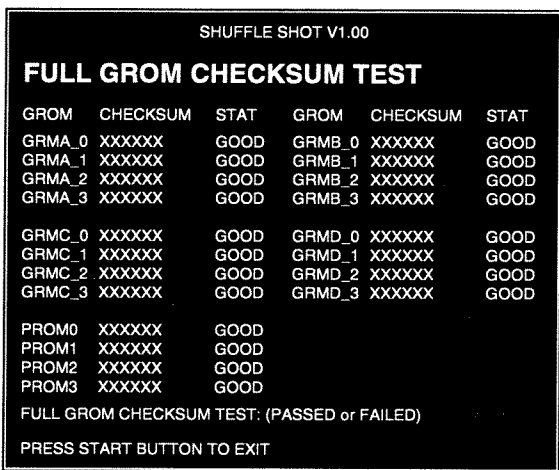 SHUFFLE SHOT V1.00
FULL GROM CHECKSUM TEST
GROM CHECKSUM STAT GROM CHECKSUM STAT
GRMA_0 XXXXXX GOOD GRMB_0 XXXXXX GOOD
GRMA_1 XXXXXX GOOD GRMB_1 XXXXXX GOOD
GRMA_2 XXXXXX GOOD GRMB_2 XXXXXX GOOD
GRMA_3 XXXXXX GOOD GRMB_3 XXXXXX GOOD
GRMC_0 XXXXXX GOOD GRMD_0 XXXXXX GOOD
GRMC_1 XXXXXX GOOD GRMD_1 XXXXXX GOOD
GRMC_2 XXXXXX GOOD GRMD_2 XXXXXX GOOD
GRMC_3 XXXXXX GOOD GRMD_3 XXXXXX GOOD
PROM0 XXXXXX GOOD
PROM1 XXXXXX GOOD
PROM2 XXXXXX GOOD
PROM3 XXXXXX GOOD
FULL GROM CHECKSUM TEST: (PASSED or FAILED)
PRESS START BUTTON TO EXIT